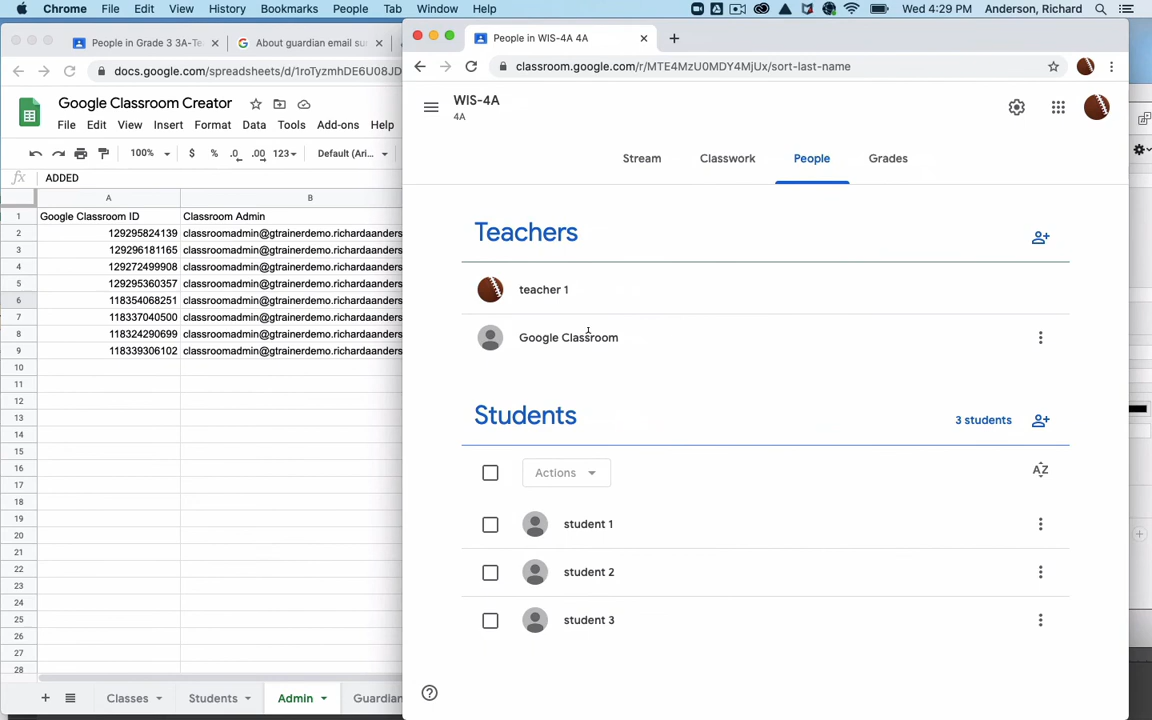 Chrome File Edit View History Bookmarks People Tab Window Help Wed 4:29 PM Anderson, Richard
People in Grade 3 3A-Te
About guardian email su
docs.google.com/spreadsheets/d/1roTyzmhDE6U08JD
Google Classroom Creator
File Edit View Insert Format Data Tools Add-ons Help
100% $ % .0 .00 123 Default (Ari...
fx ADDED
A B
1 Google Classroom ID Classroom Admin
2 129295824139 classroomadmin@gtrainerdemo.richardaanders
3 129296181165 classroomadmin@gtrainerdemo.richardaanders
4 129272499908 classroomadmin@gtrainerdemo.richardaanders
5 129295360357 classroomadmin@gtrainerdemo.richardaanders
6 118354068251 classroomadmin@gtrainerdemo.richardaanders
7 118337040500 classroomadmin@gtrainerdemo.richardaanders
8 118324290699 classroomadmin@gtrainerdemo.richardaanders
9 118339306102 classroomadmin@gtrainerdemo.richardaanders
10
11
12
13
14
15
16
17
18
19
20
21
22
23
24
25
26
27
28
Classes Students Admin Guardian
People in WIS-4A 4A
classroom.google.com/r/MTE4MzU0MDY4MjUx/sort-last-name
WIS-4A
4A
Stream Classwork People Grades
Teachers
teacher 1
Google Classroom
Students 3 students
Actions AZ
student 1
student 2
student 3